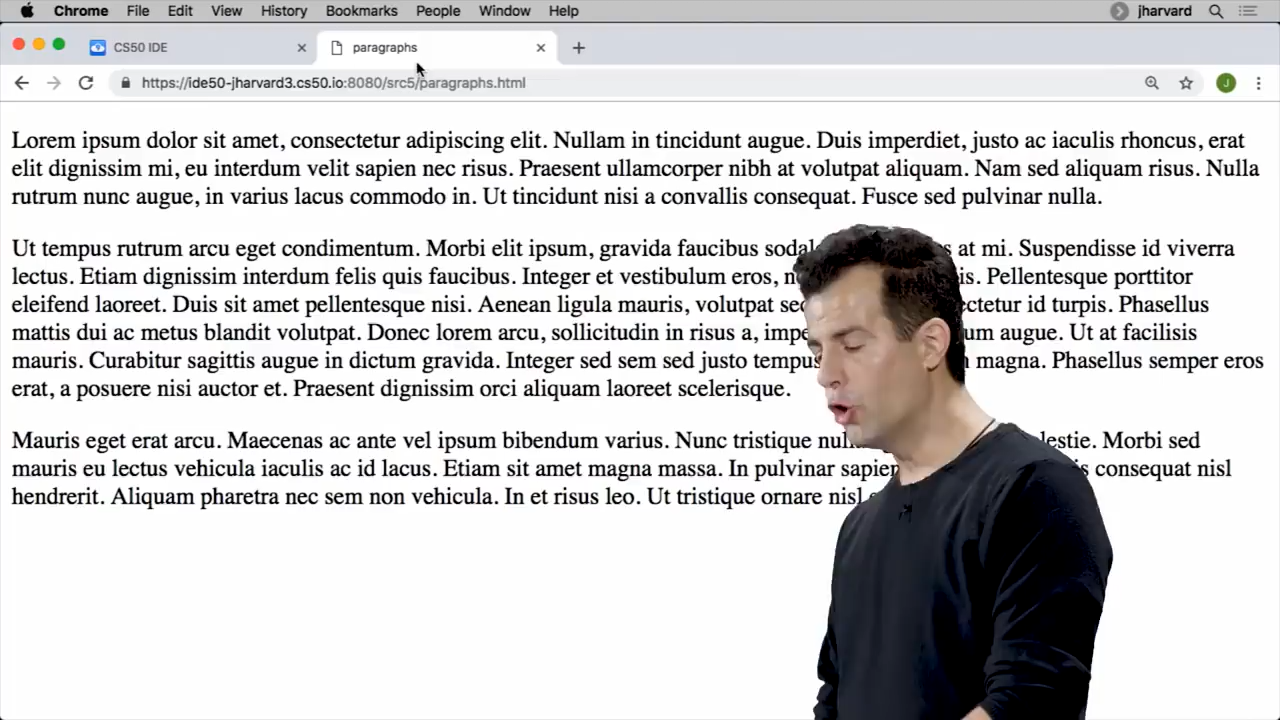 Chrome File Edit View History Bookmarks People Window Help jharvard
CS50 IDE paragraphs
https://ide50-jharvard3.cs50.io:8080/src5/paragraphs.html J
Lorem ipsum dolor sit amet, consectetur adipiscing elit. Nullam in tincidunt augue. Duis imperdiet, justo ac iaculis rhoncus, erat
elit dignissim mi, eu interdum velit sapien nec risus. Praesent ullamcorper nibh at volutpat aliquam. Nam sed aliquam risus. Nulla
rutrum nunc augue, in varius lacus commodo in. Ut tincidunt nisi a convallis consequat. Fusce sed pulvinar nulla.
Ut tempus rutrum arcu eget condimentum. Morbi elit ipsum, gravida faucibus at mi. Suspendisse id viverra
lectus. Etiam dignissim interdum felis quis faucibus. Integer et vestibulum eros, Pellentesque porttitor
eleifend laoreet. Duis sit amet pellentesque nisi. Aenean ligula mauris, volutpat id turpis. Phasellus
mattis dui ac metus blandit volutpat. Donec lorem arcu, sollicitudin in risus a, augue. Ut at facilisis
mauris. Curabitur sagittis augue in dictum gravida. Integer sed sem sed justo magna. Phasellus semper eros
erat, a posuere nisi auctor et. Praesent dignissim orci aliquam laoreet scelerisque.
Mauris eget erat arcu. Maecenas ac ante vel ipsum bibendum varius. Nunc tristique Morbi sed
mauris eu lectus vehicula iaculis ac id lacus. Etiam sit amet magna massa. In pulvinar consequat nisl
hendrerit. Aliquam pharetra nec sem non vehicula. In et risus leo. Ut tristique ornare nisl